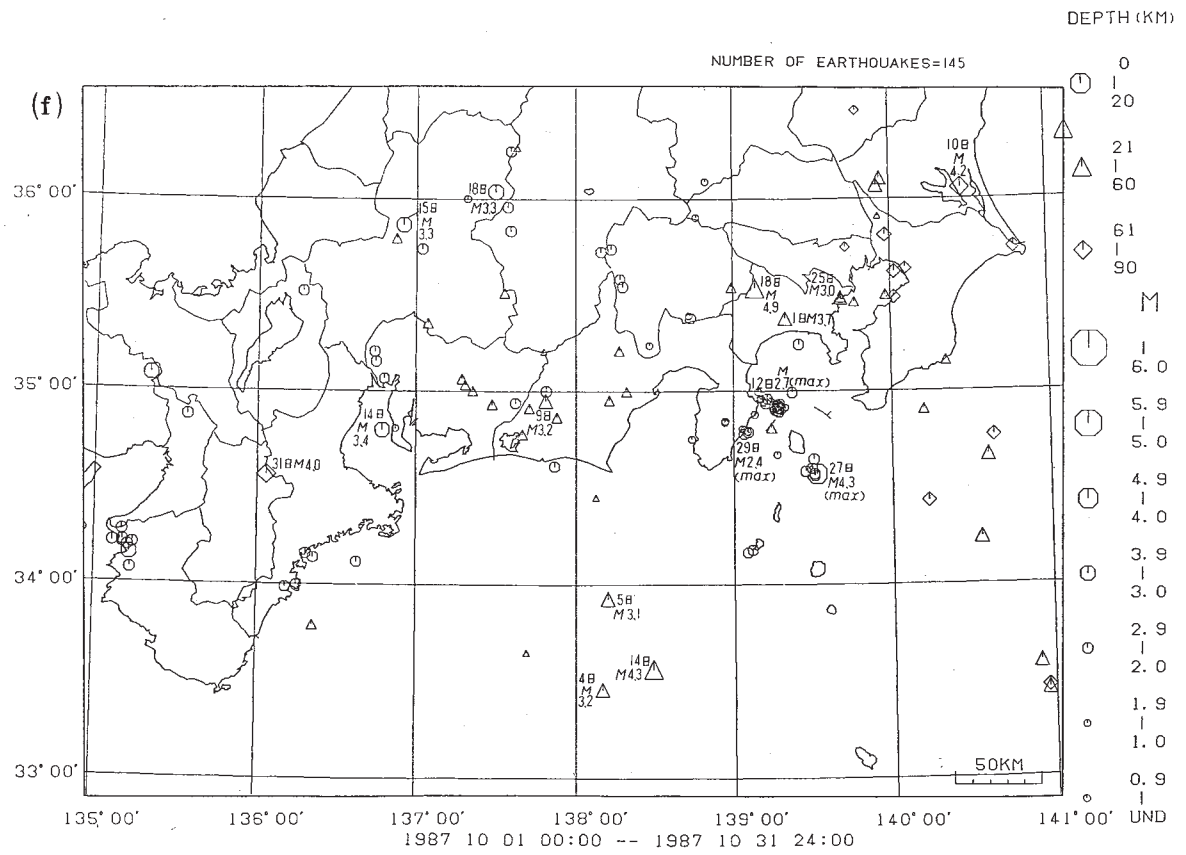 DEPTH (KM)
NUMBER OF EARTHQUAKES=145
(f)
0
I
20
21
I
60
61
I
90
M
I
6.0
5.9
I
5.0
4.9
I
4.0
3.9
I
3.0
2.9
I
2.0
1.9
I
1.0
0.9
I
UND
10日
M
4.2
36°00'
18日
M3.3
15日
M
3.3
18日
M
4.9
25日
M3.0
1日M3.7
35°00'
M
12日2.7(max)
14日
M
3.4
9日
M3.2
29日
M2.4
(max)
27日
M4.3
(max)
31日M4.0
34°00'
5日
M3.1
14日
M4.3
4日
M
3.2
33°00'
50KM
135°00' 136°00' 137°00' 138°00' 139°00' 140°00' 141°00'
1987 10 01 00:00 -- 1987 10 31 24:00